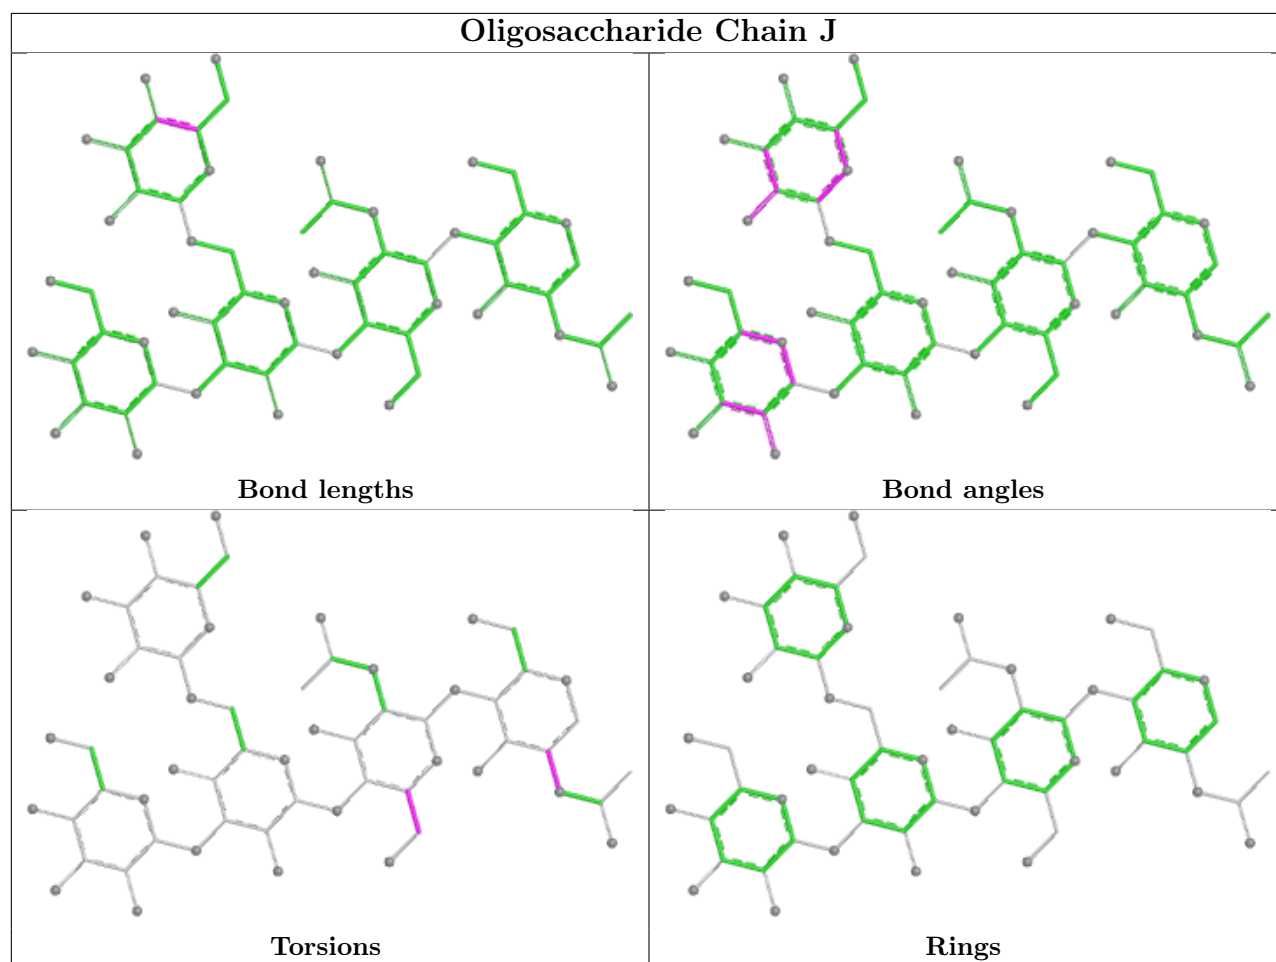 Oligosaccharide Chain J
Bond lengths
Bond angles
Torsions
Rings